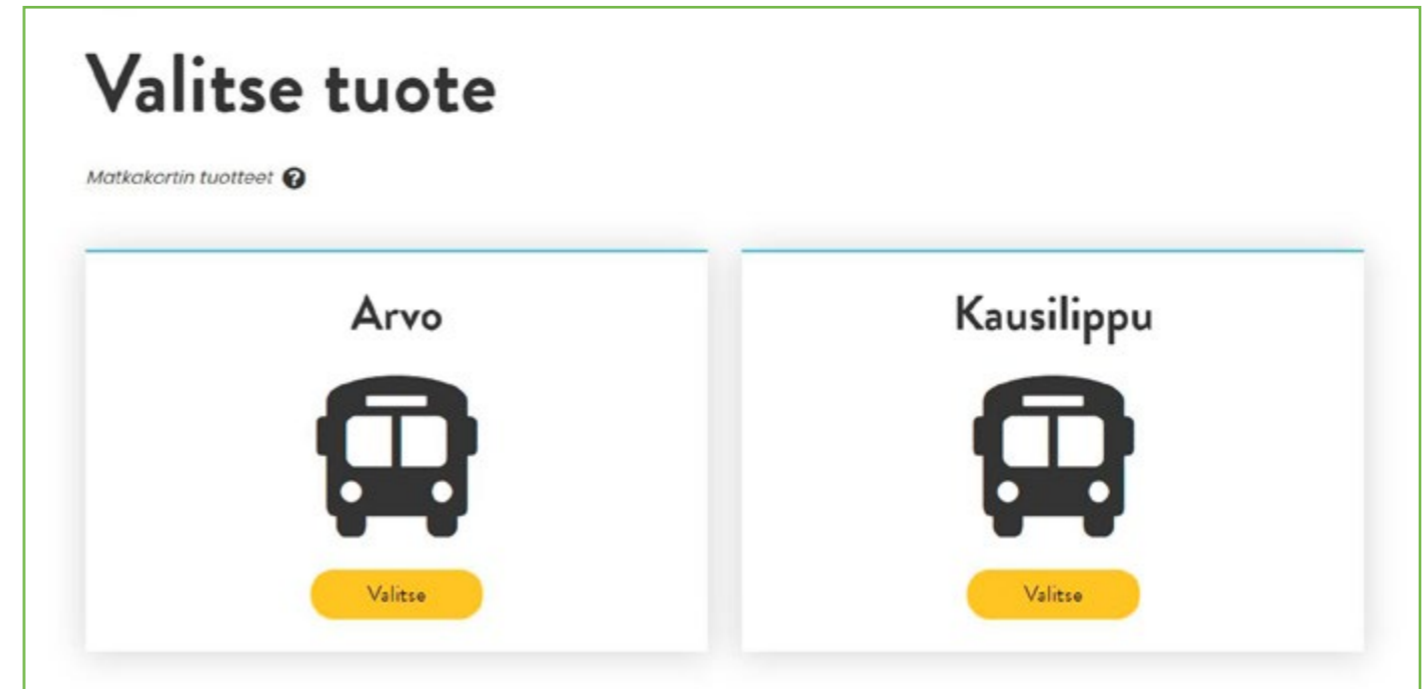 Valitse tuote
Matkakortin tuotteet ?
Arvo
Kausilippu
Valitse
Valitse